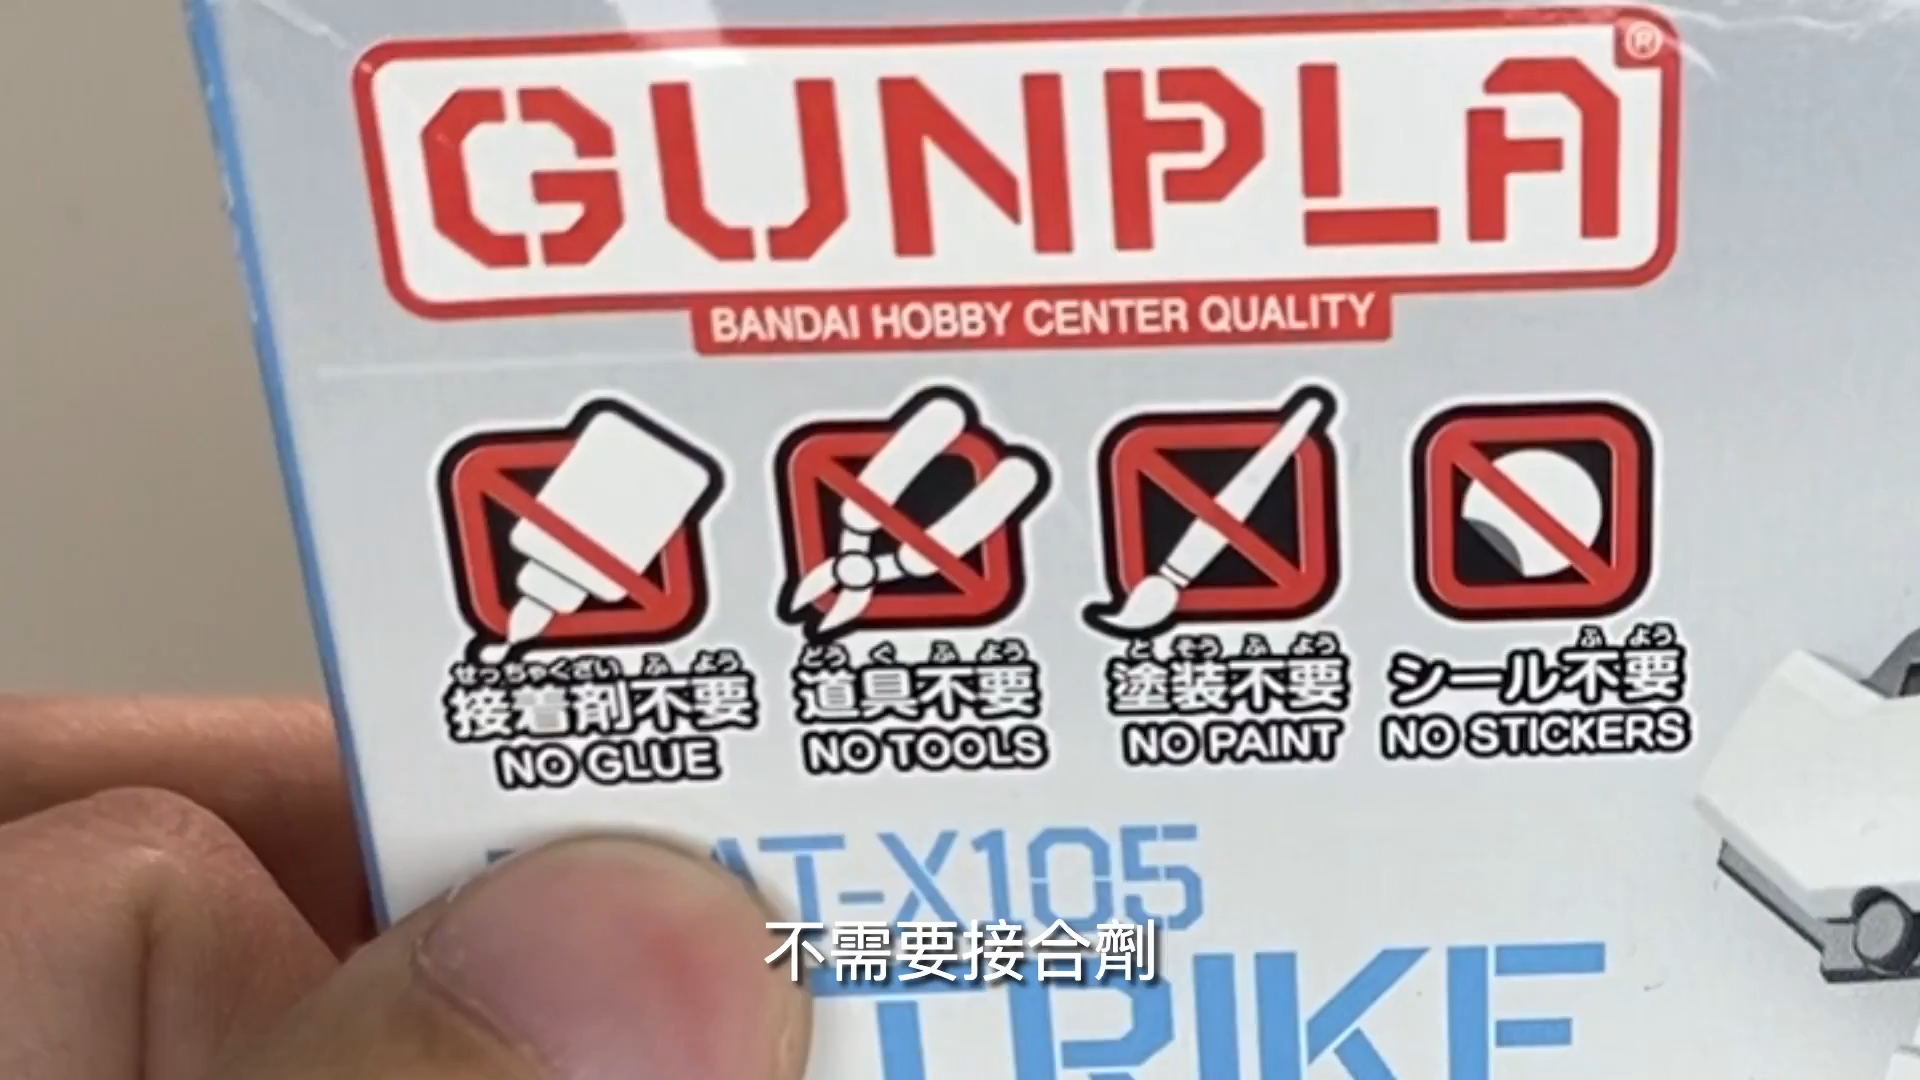 GUNPLA®
BANDAI HOBBY CENTER QUALITY
せっちゃくざい ふ よう
接着剤不要
NO GLUE
どう ぐ ふ よう
道具不要
NO TOOLS
と そう ふ よう
塗装不要
NO PAINT
ふ よう
シール不要
NO STICKERS
AT-X105
TRIKE
不需要接合劑